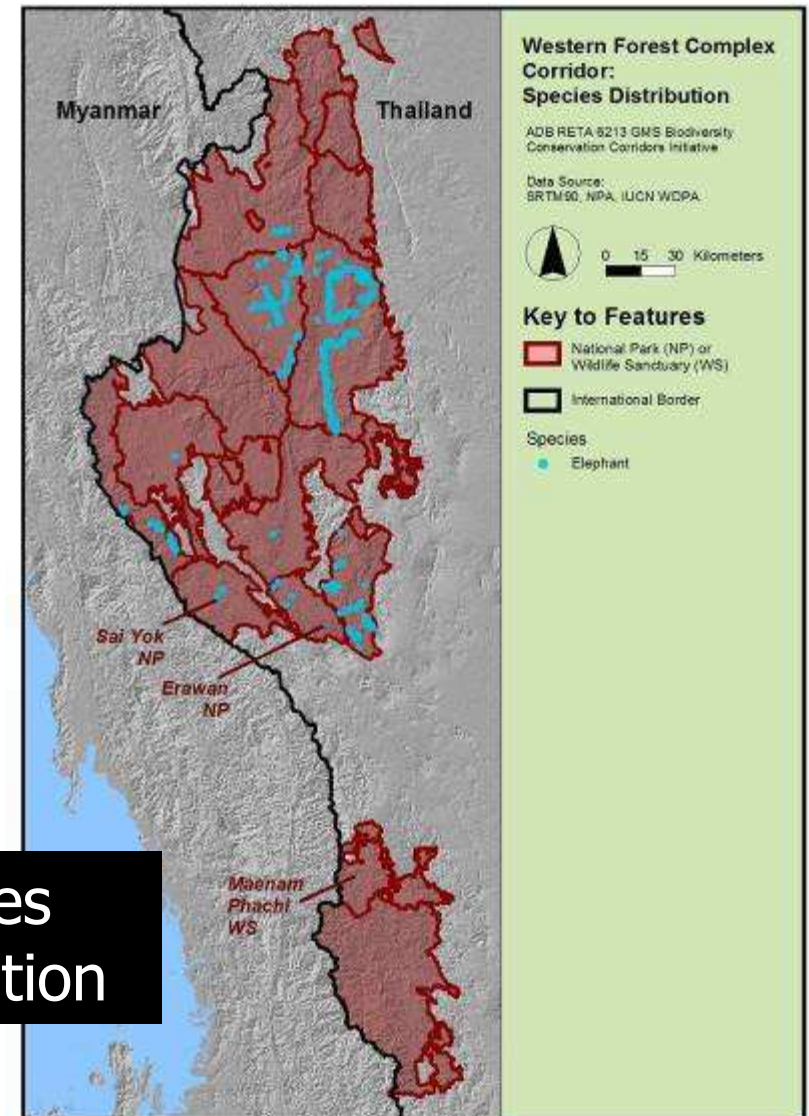 Myanmar
Thailand
Sai Yok
NP
Erawan
NP
Maenam
Phachi
WS
es
tion
Western Forest Complex
Corridor:
Species Distribution
ADB RETA 6213 GMS Biodiversity
Conservation Corridors Initiative
Data Source:
SRTM90, NPA, IUCN WDPA
0 15 30 Kilometers
Key to Features
National Park (NP) or
Wildlife Sanctuary (WS)
International Border
Species
Elephant